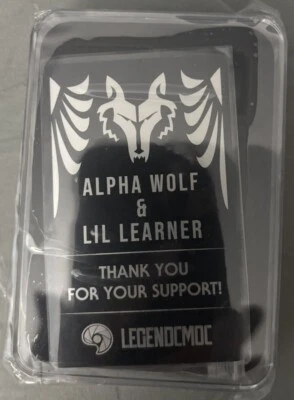 ALPHA WOLF
&
LIL LEARNER
THANK YOU
FOR YOUR SUPPORT!
LEGENDCMOC